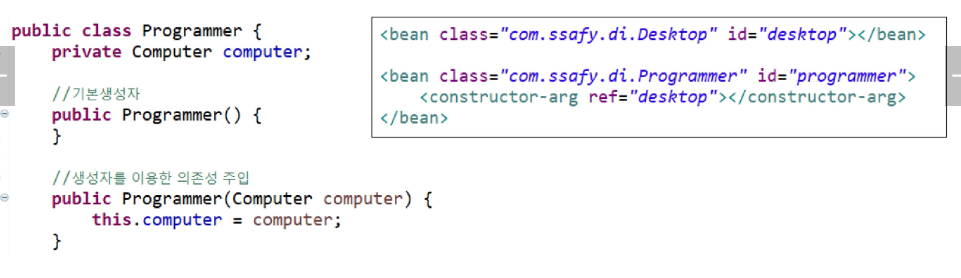 public class Programmer {
    private Computer computer;

    //기본생성자
    public Programmer() {
    }

    //생성자를 이용한 의존성 주입
    public Programmer(Computer computer) {
        this.computer = computer;
    }

<bean class="com.ssafy.di.Desktop" id="desktop"></bean>

<bean class="com.ssafy.di.Programmer" id="programmer">
    <constructor-arg ref="desktop"></constructor-arg>
</bean>